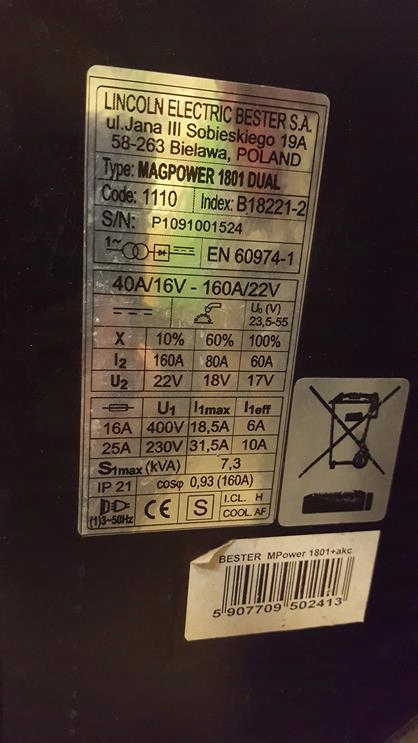 LINCOLN ELECTRIC BESTER S.A.
ul.Jana III Sobieskiego 19A
58-263 Bielawa, POLAND
Type: MAGPOWER 1801 DUAL
Code: 1110 Index: B18221-2
S/N: P1091001524
1~ EN 60974-1
40A/16V - 160A/22V
U₀ (V)
23,5-55
X 10% 60% 100%
I₂ 160A 80A 60A
U₂ 22V 18V 17V
U₁ I₁max I₁eff
16A 400V 18,5A 6A
25A 230V 31,5A 10A
S₁max (kVA) 7,3
IP 21 cosφ 0,93 (160A)
(1)3~50Hz CE S I.CL. H
COOL. AF
BESTER MPower 1801+akc
5 907709 502413